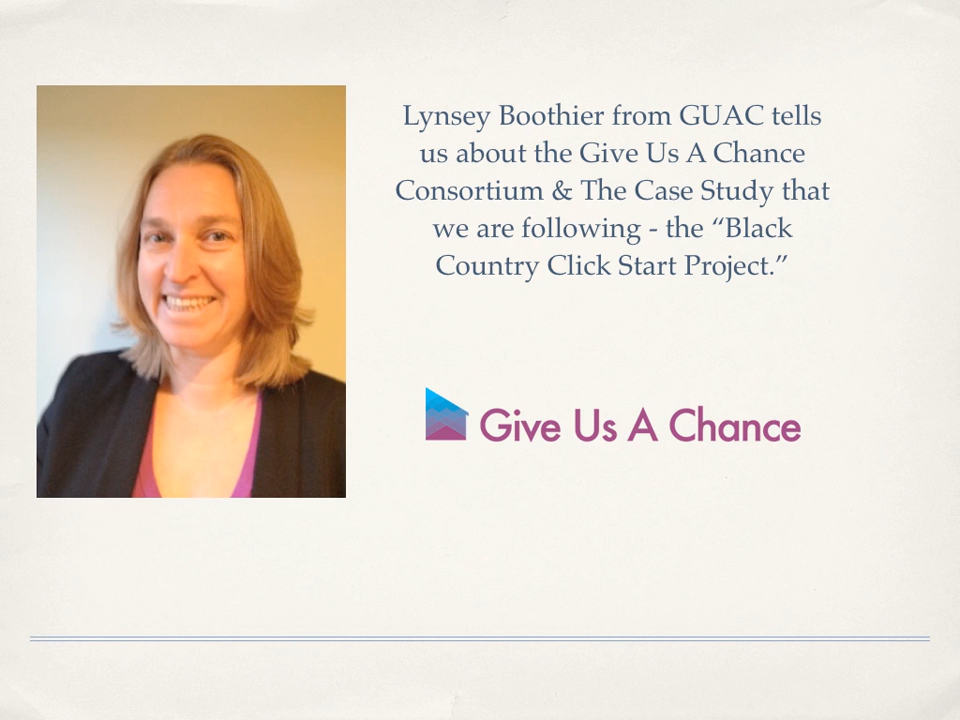 Lynsey Boothier from GUAC tells
us about the Give Us A Chance
Consortium & The Case Study that
we are following - the “Black
Country Click Start Project.”
Give Us A Chance